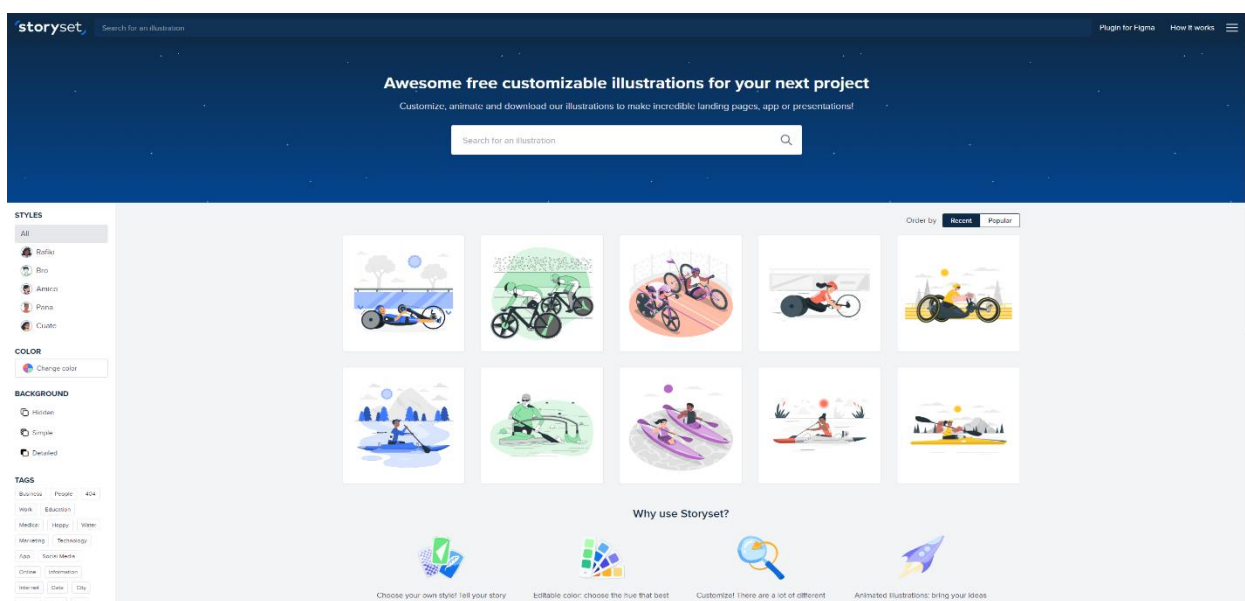 storyset
Search for an illustration
Plugin for Figma
How it works
Awesome free customizable illustrations for your next project
Customize, animate and download our illustrations to make incredible landing pages, app or presentations!
Search for an illustration
STYLES
All
Rafiki
Bro
Amico
Pana
Cuate
COLOR
Change color
BACKGROUND
Hidden
Simple
Detailed
TAGS
Business People 404
Work Education
Medical Happy
Marketing Technology
App Social Media
Online Information
Internet Data City
Order by Recent Popular
Why use Storyset?
Choose your own style! Tell your story
Editable color: choose the hue that best
Customize! There are a lot of different
Animated illustrations: bring your ideas